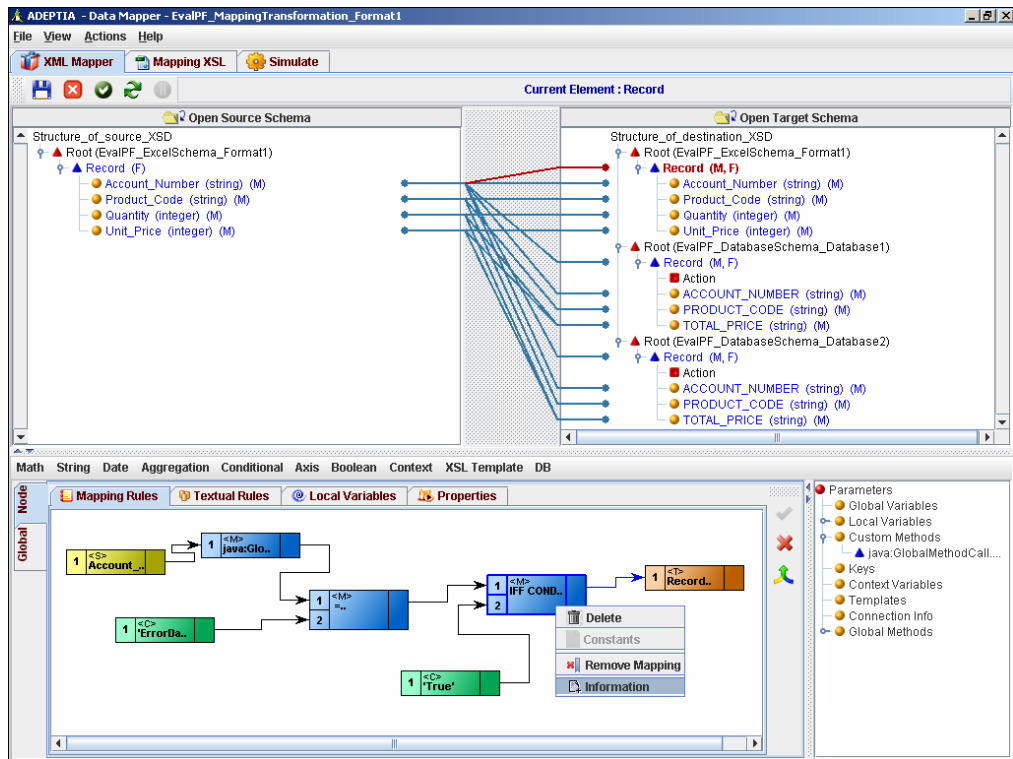 ADEPTIA - Data Mapper - EvalPF_MappingTransformation_Format1
File View Actions Help
XML Mapper Mapping XSL Simulate
Current Element : Record
Open Source Schema Open Target Schema
Structure_of_source_XSD
Root (EvalPF_ExcelSchema_Format1)
Record (F)
Account_Number (string) (M)
Product_Code (string) (M)
Quantity (integer) (M)
Unit_Price (integer) (M)
Structure_of_destination_XSD
Root (EvalPF_ExcelSchema_Format1)
Record (M, F)
Account_Number (string) (M)
Product_Code (string) (M)
Quantity (integer) (M)
Unit_Price (integer) (M)
Root (EvalPF_DatabaseSchema_Database1)
Record (M, F)
Action
ACCOUNT_NUMBER (string) (M)
PRODUCT_CODE (string) (M)
TOTAL_PRICE (string) (M)
Root (EvalPF_DatabaseSchema_Database2)
Record (M, F)
Action
ACCOUNT_NUMBER (string) (M)
PRODUCT_CODE (string) (M)
TOTAL_PRICE (string) (M)
Math String Date Aggregation Conditional Axis Boolean Context XSL Template DB
Node
Global
Mapping Rules Textual Rules Local Variables Properties
1 <S>
Account_..
1 <M>
java:Glo..
1 <C>
'ErrorDa..
1 <M>
2 =..
1 <M>
2 IFF COND..
1 <T>
Record..
1 <C>
'True'
Delete
Constants
Remove Mapping
Information
Parameters
Global Variables
Local Variables
Custom Methods
java:GlobalMethodCall....
Keys
Context Variables
Templates
Connection Info
Global Methods